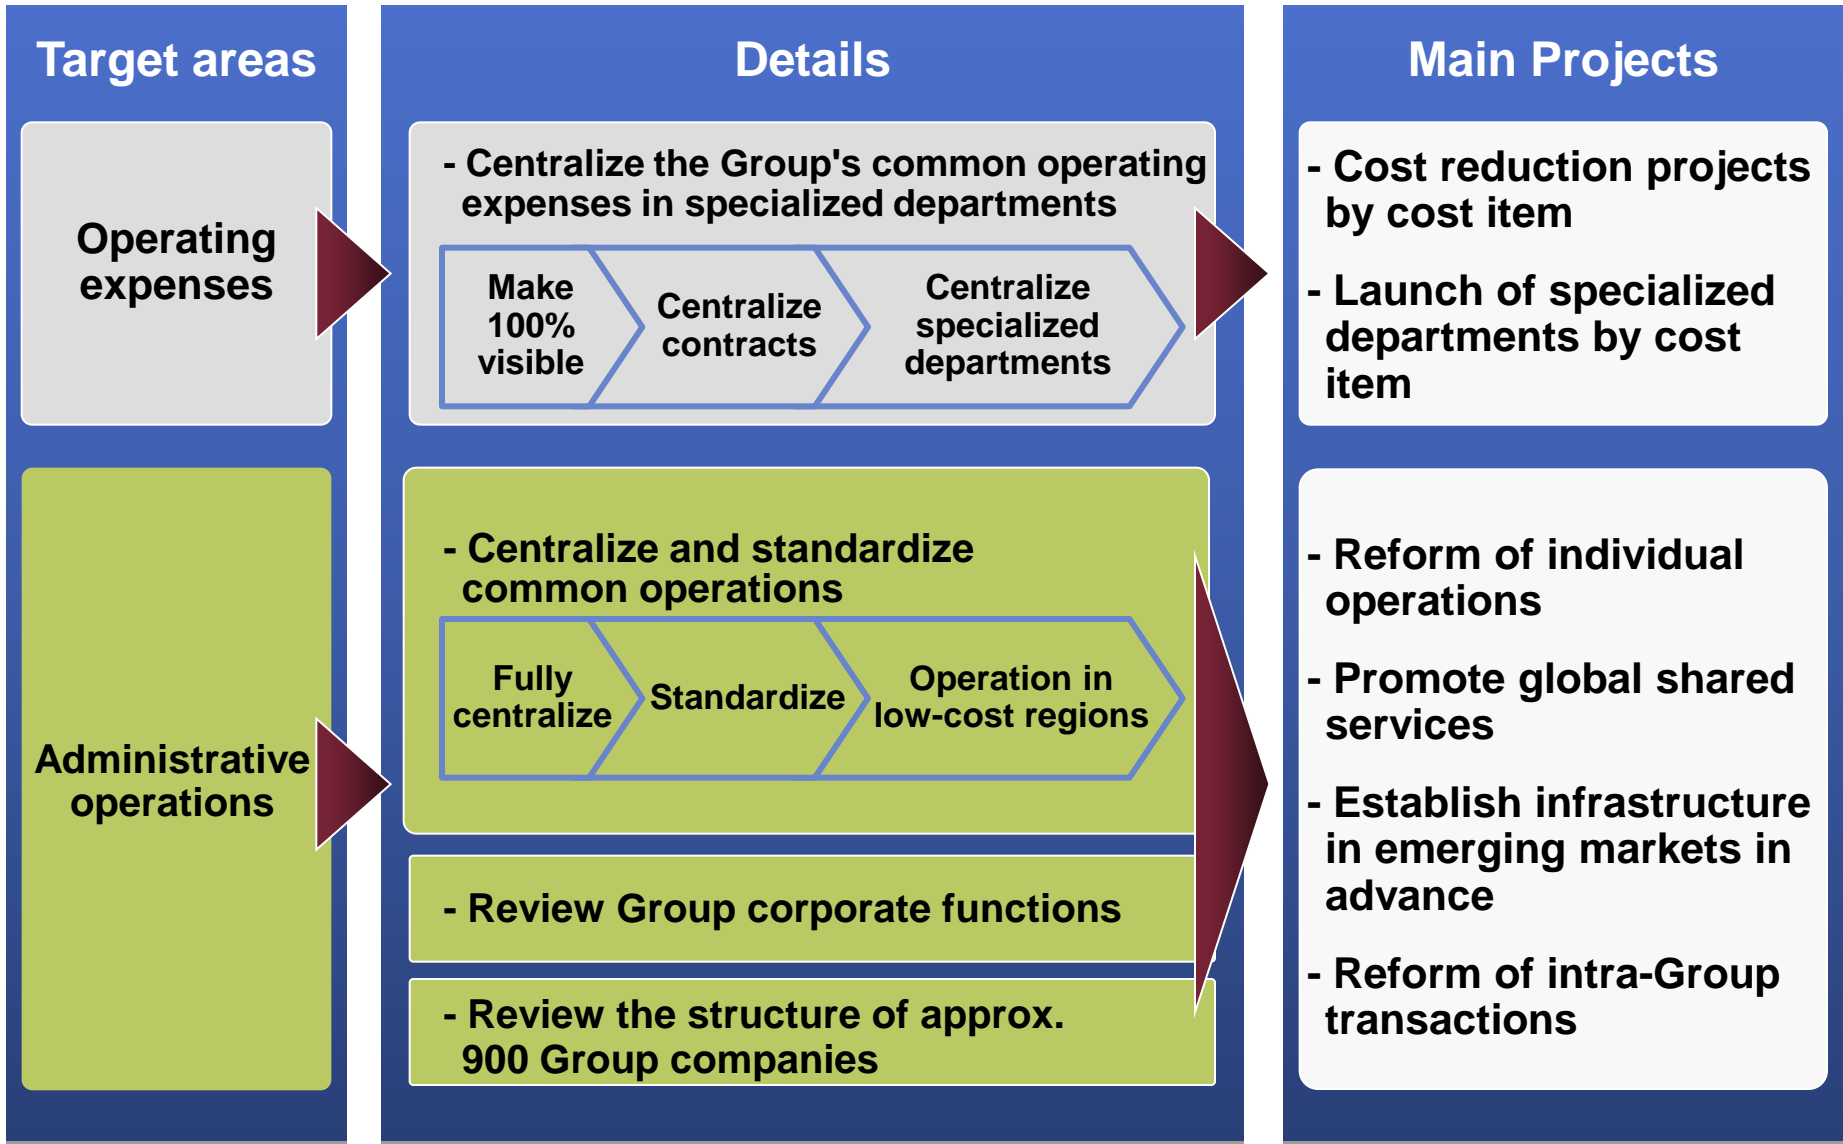 Target areas
Details
Main Projects
Operating
expenses
- Centralize the Group's common operating
expenses in specialized departments
Make
100%
visible
Centralize
contracts
Centralize
specialized
departments
- Cost reduction projects
by cost item
- Launch of specialized
departments by cost
item
Administrative
operations
- Centralize and standardize
common operations
Fully
centralize
Standardize
Operation in
low-cost regions
- Review Group corporate functions
- Review the structure of approx.
900 Group companies
- Reform of individual
operations
- Promote global shared
services
- Establish infrastructure
in emerging markets in
advance
- Reform of intra-Group
transactions